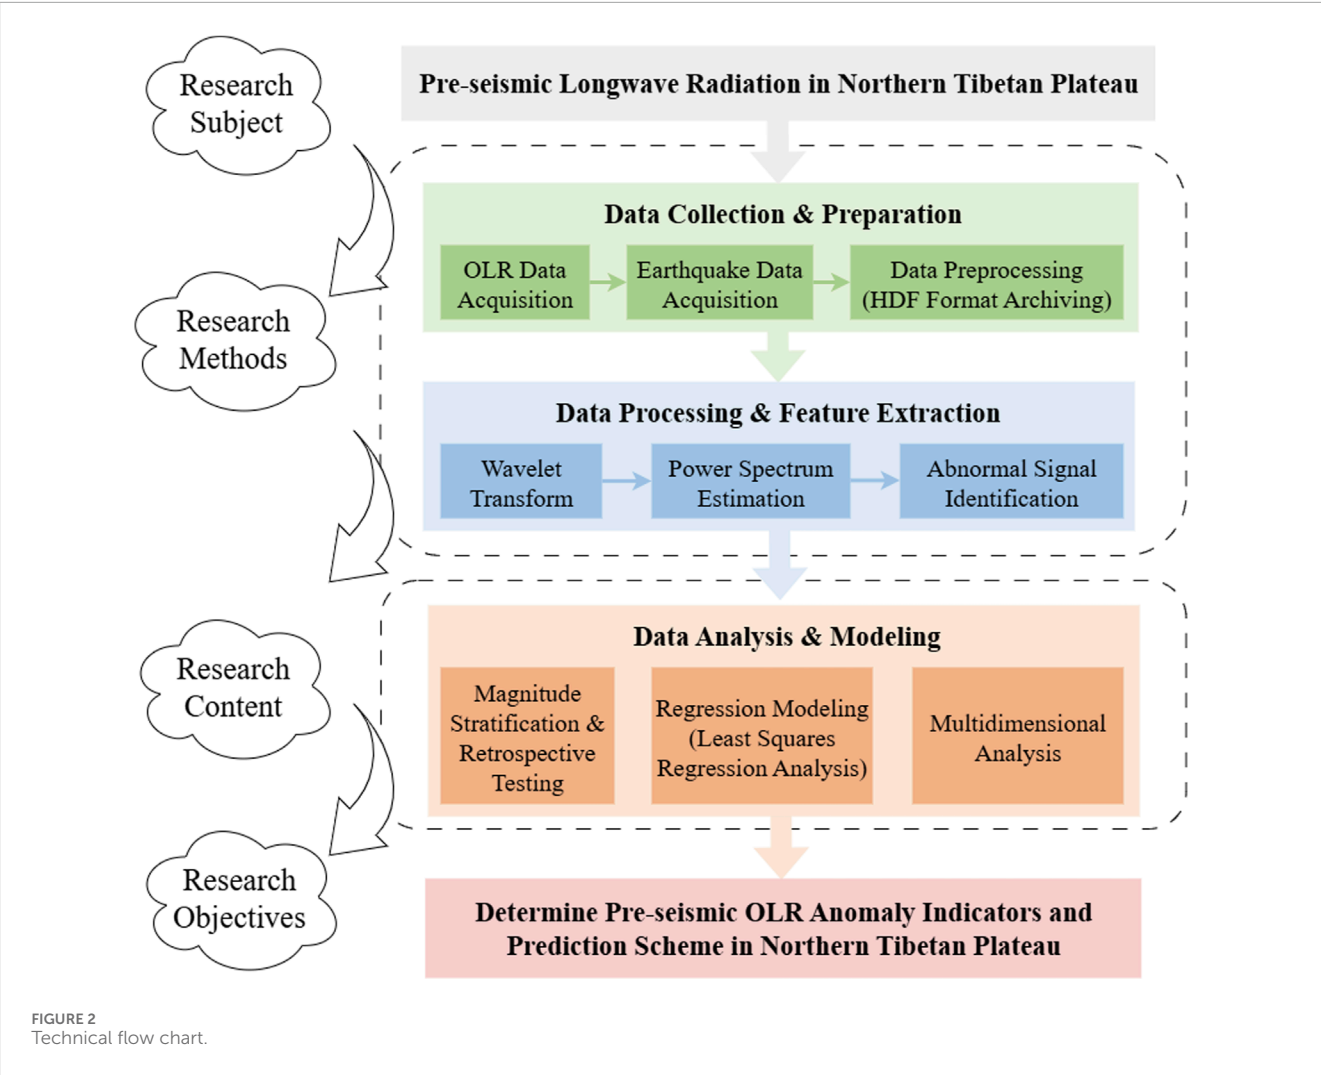 Research
Subject
Pre-seismic Longwave Radiation in Northern Tibetan Plateau
Research
Methods
Data Collection & Preparation
OLR Data
Acquisition
Earthquake Data
Acquisition
Data Preprocessing
(HDF Format Archiving)
Data Processing & Feature Extraction
Wavelet
Transform
Power Spectrum
Estimation
Abnormal Signal
Identification
Research
Content
Data Analysis & Modeling
Magnitude
Stratification &
Retrospective
Testing
Regression Modeling
(Least Squares
Regression Analysis)
Multidimensional
Analysis
Research
Objectives
Determine Pre-seismic OLR Anomaly Indicators and
Prediction Scheme in Northern Tibetan Plateau
FIGURE 2
Technical flow chart.